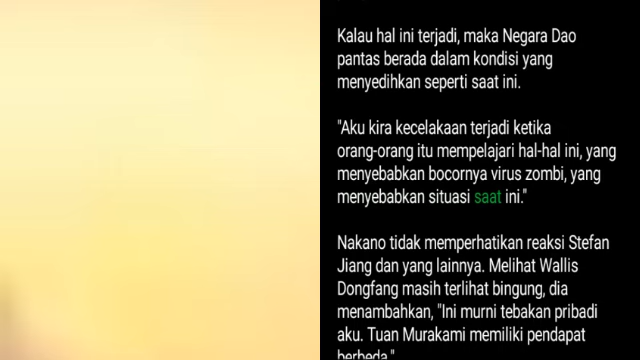 Kalau hal ini terjadi, maka Negara Dao
pantas berada dalam kondisi yang
menyedihkan seperti saat ini.
"Aku kira kecelakaan terjadi ketika
orang-orang itu mempelajari hal-hal ini, yang
menyebabkan bocornya virus zombi, yang
menyebabkan situasi saat ini."
Nakano tidak memperhatikan reaksi Stefan
Jiang dan yang lainnya. Melihat Wallis
Dongfang masih terlihat bingung, dia
menambahkan, "Ini murni tebakan pribadi
aku. Tuan Murakami memiliki pendapat
berbeda."